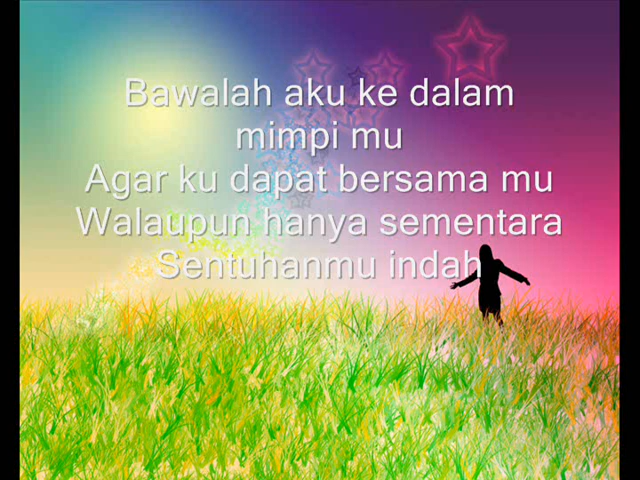 Bawalah aku ke dalam
mimpi mu
Agar ku dapat bersama mu
Walaupun hanya sementara
Sentuhanmu indah